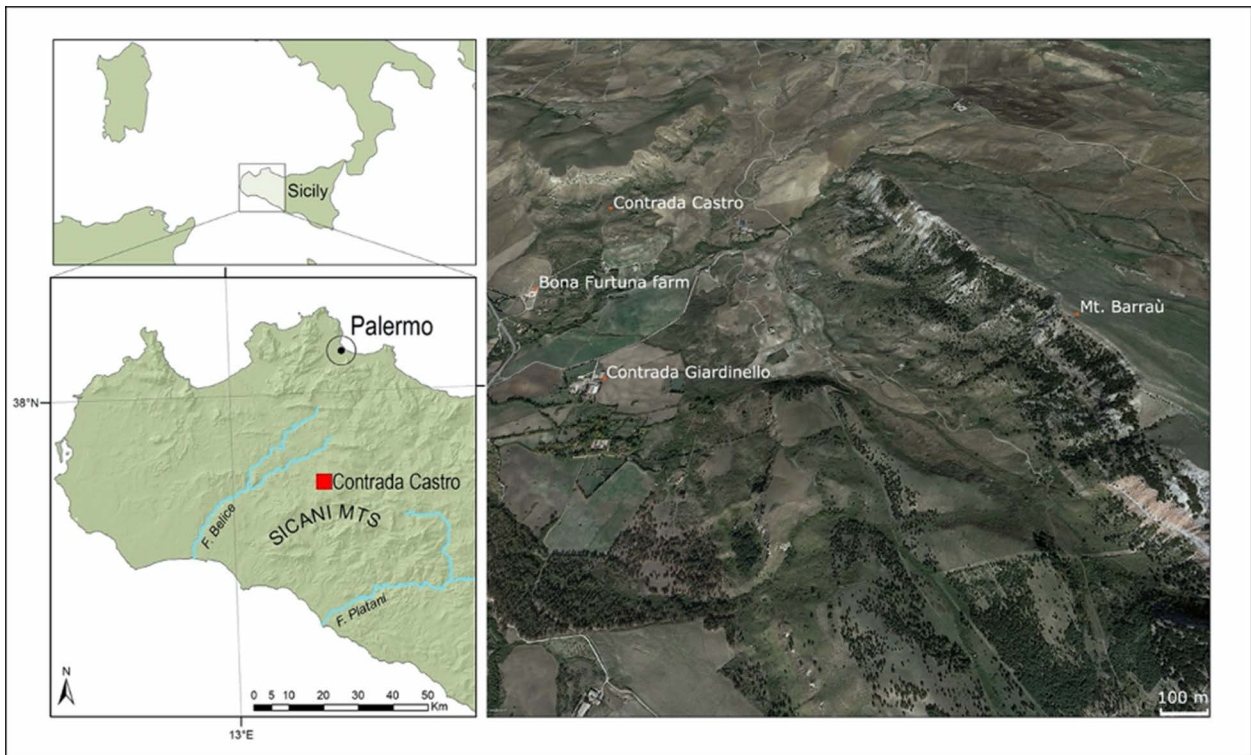 Sicily
Palermo
38°N
Contrada Castro
F. Belice
SICANI MTS
F. Platani
N
0 5 10 20 30 40 50
Km
13°E
Contrada Castro
Bona Furtuna farm
Mt. Barraù
Contrada Giardinello
100 m